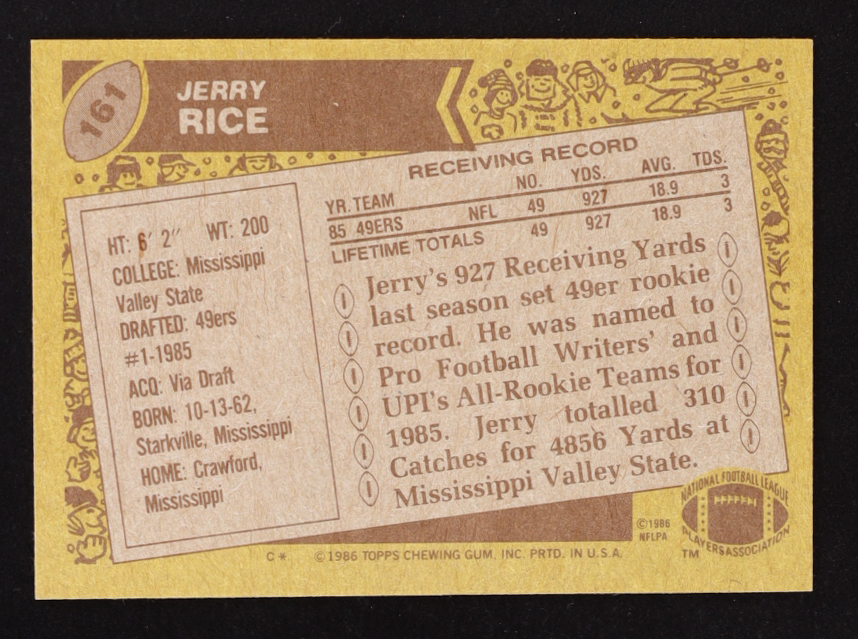 161
JERRY
RICE
RECEIVING RECORD
YR. TEAM NO. YDS. AVG. TDS.
85 49ERS NFL 49 927 18.9 3
LIFETIME TOTALS 49 927 18.9 3
HT: 6′ 2″ WT: 200
COLLEGE: Mississippi
Valley State
DRAFTED: 49ers
#1-1985
ACQ: Via Draft
BORN: 10-13-62,
Starkville, Mississippi
HOME: Crawford,
Mississippi
Jerry's 927 Receiving Yards
last season set 49er rookie
record. He was named to
Pro Football Writers' and
UPI's All-Rookie Teams for
1985. Jerry totalled 310
Catches for 4856 Yards at
Mississippi Valley State.
C* ©1986 TOPPS CHEWING GUM, INC. PRTD. IN U.S.A.
©1986
NFLPA
NATIONAL FOOTBALL LEAGUE
PLAYERS ASSOCIATION
TM